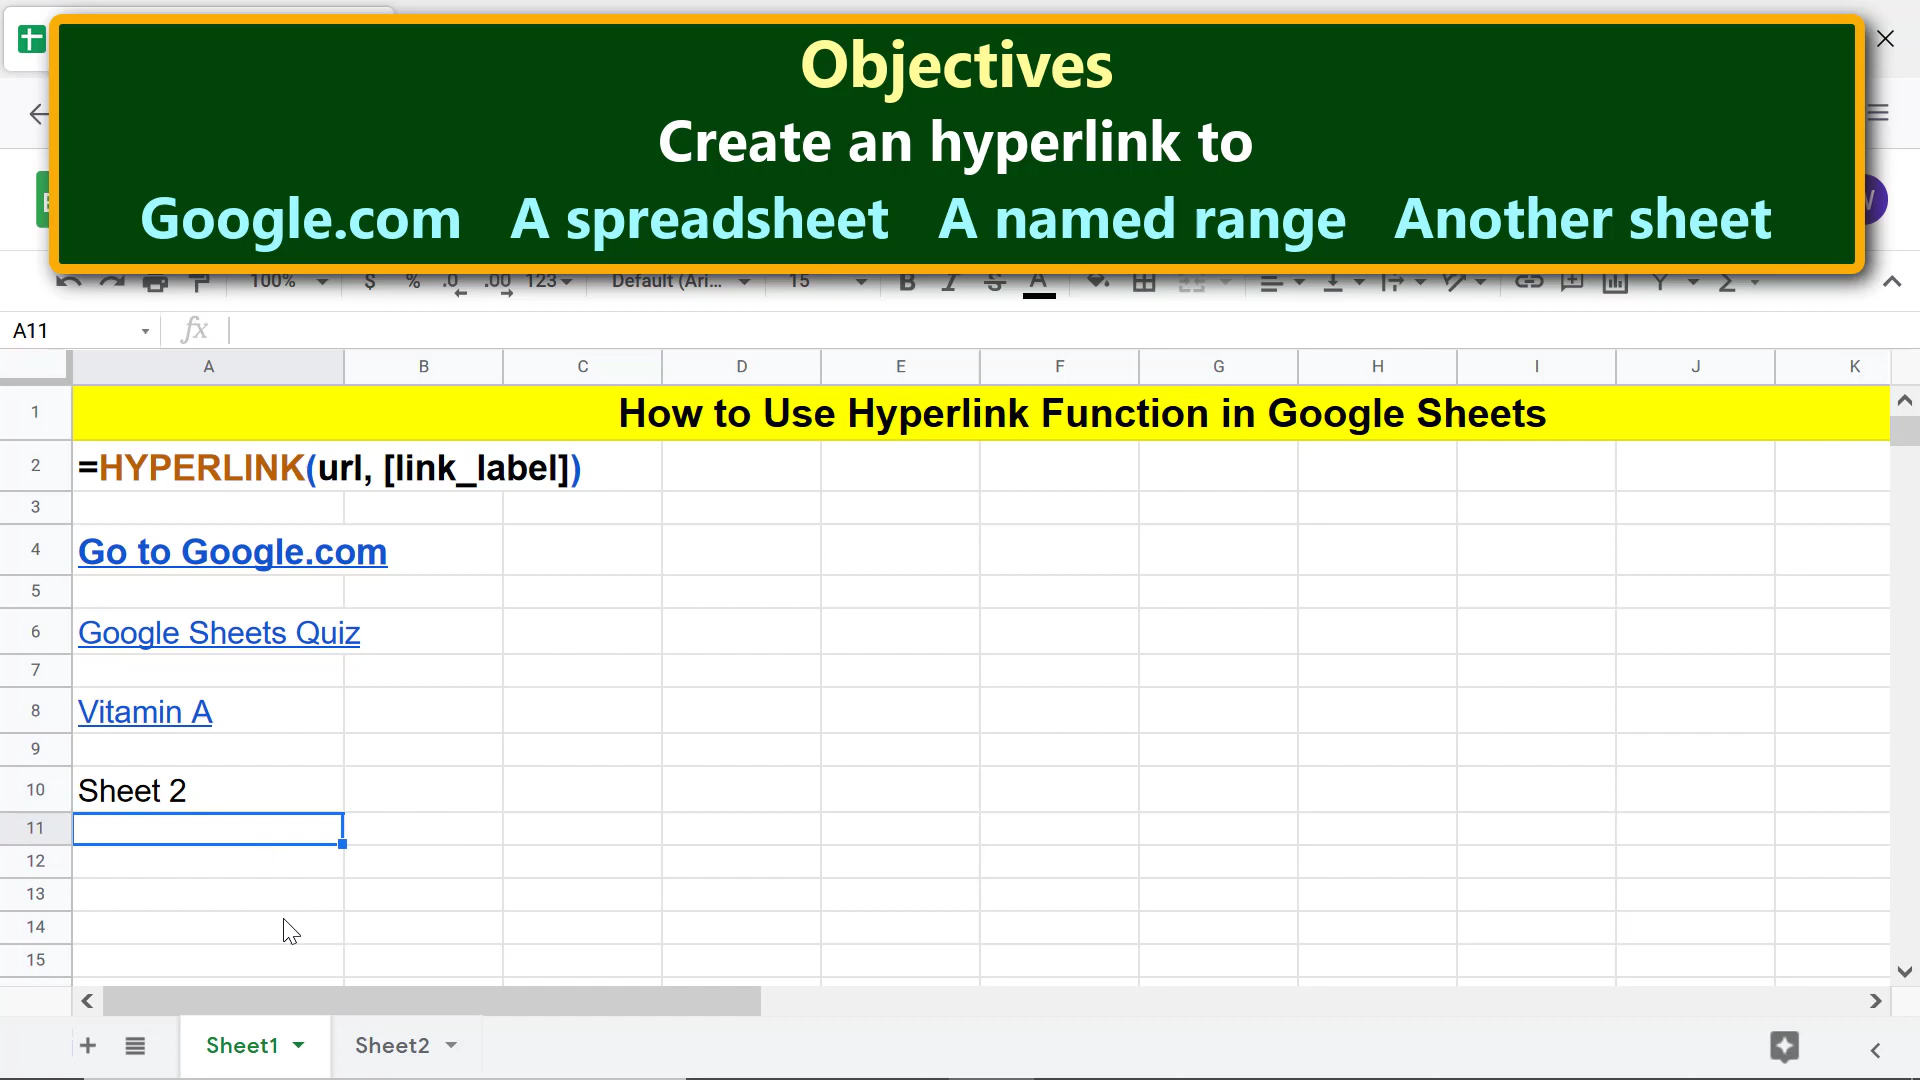 Objectives
Create an hyperlink to
Google.com A spreadsheet A named range Another sheet
100% $ % .0 .00 123 Default (Ari... 15 B I S A
A11 fx
A B C D E F G H I J K
1 How to Use Hyperlink Function in Google Sheets
2 =HYPERLINK(url, [link_label])
3
4 Go to Google.com
5
6 Google Sheets Quiz
7
8 Vitamin A
9
10 Sheet 2
11
12
13
14
15
Sheet1 Sheet2